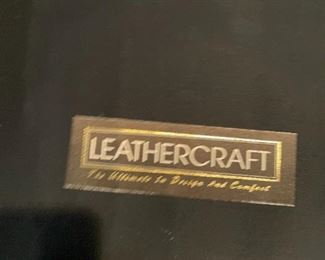 LEATHERCRAFT
The Ultimate In Design And Comfort